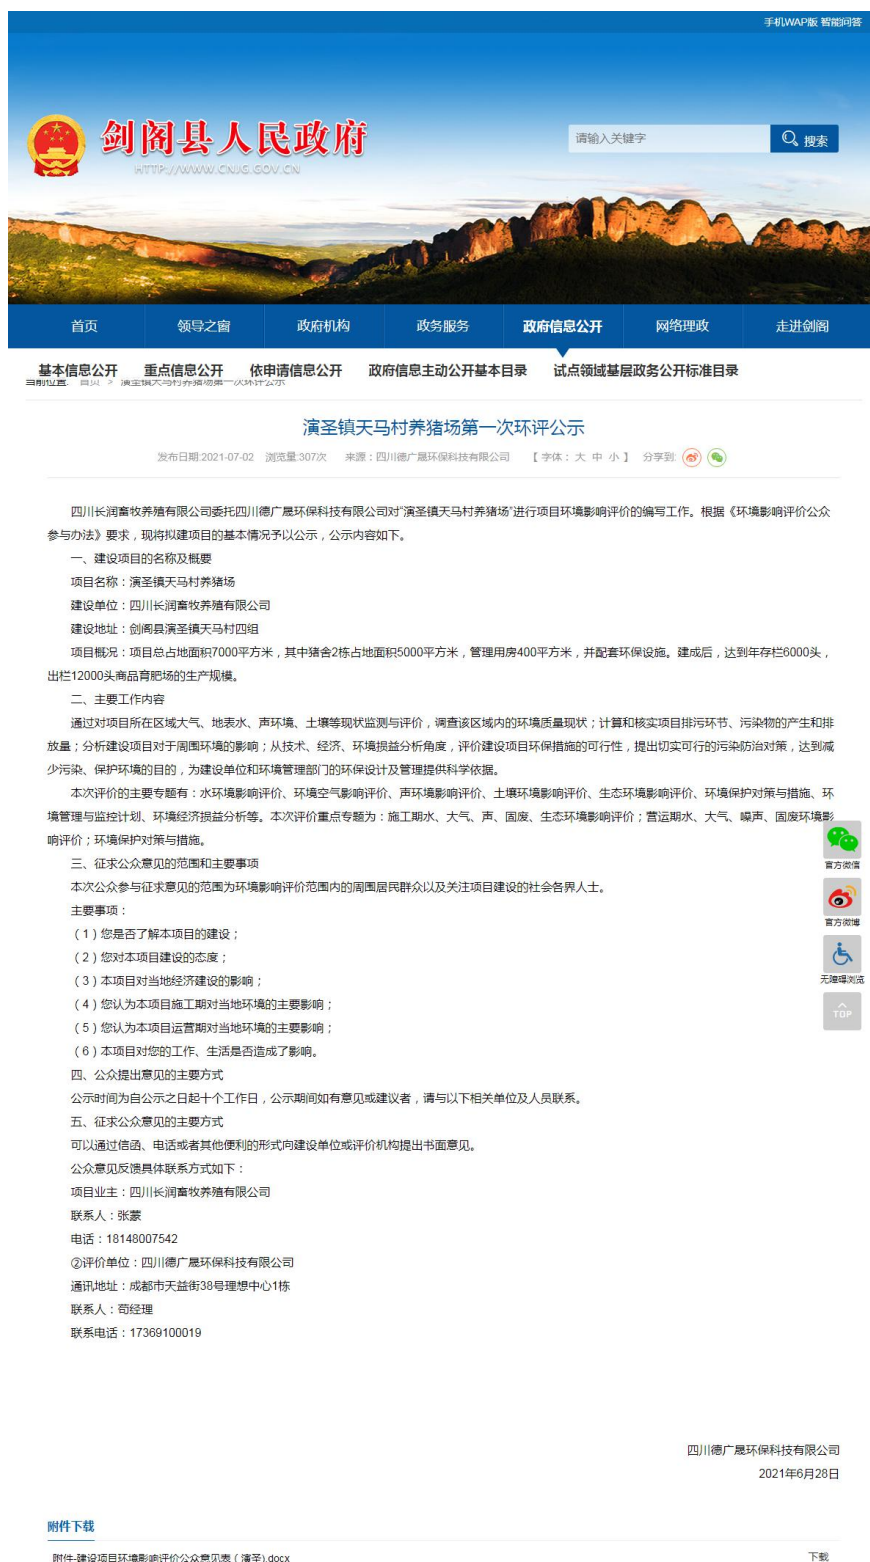 手机WAP版 智能问答
剑阁县人民政府
HTTP://WWW.CNJG.GOV.CN
请输入关键字
搜索
首页 领导之窗 政府机构 政务服务 政府信息公开 网络理政 走进剑阁
基本信息公开 重点信息公开 依申请信息公开 政府信息主动公开基本目录 试点领域基层政务公开标准目录
当前位置: 首页 > 演圣镇天马村养猪场第一次环评公示
演圣镇天马村养猪场第一次环评公示
发布日期:2021-07-02 浏览量:307次 来源：四川德广晟环保科技有限公司 【 字体： 大 中 小 】 分享到:
四川长润畜牧养殖有限公司委托四川德广晟环保科技有限公司对“演圣镇天马村养猪场”进行项目环境影响评价的编写工作。根据《环境影响评价公众
参与办法》要求，现将拟建项目的基本情况予以公示，公示内容如下。
一、建设项目的名称及概要
项目名称：演圣镇天马村养猪场
建设单位：四川长润畜牧养殖有限公司
建设地址：剑阁县演圣镇天马村四组
项目概况：项目总占地面积7000平方米，其中猪舍2栋占地面积5000平方米，管理用房400平方米，并配套环保设施。建成后，达到年存栏6000头，
出栏12000头商品育肥场的生产规模。
二、主要工作内容
通过对项目所在区域大气、地表水、声环境、土壤等现状监测与评价，调查该区域内的环境质量现状；计算和核实项目排污环节、污染物的产生和排
放量；分析建设项目对于周围环境的影响；从技术、经济、环境损益分析角度，评价建设项目环保措施的可行性，提出切实可行的污染防治对策，达到减
少污染、保护环境的目的，为建设单位和环境管理部门的环保设计及管理提供科学依据。
本次评价的主要专题有：水环境影响评价、环境空气影响评价、声环境影响评价、土壤环境影响评价、生态环境影响评价、环境保护对策与措施、环
境管理与监控计划、环境经济损益分析等。本次评价重点专题为：施工期水、大气、声、固废、生态环境影响评价；营运期水、大气、噪声、固废环境影
响评价；环境保护对策与措施。
三、征求公众意见的范围和主要事项
本次公众参与征求意见的范围为环境影响评价范围内的周围居民群众以及关注项目建设的社会各界人士。
主要事项：
（1）您是否了解本项目的建设；
（2）您对本项目建设的态度；
（3）本项目对当地经济建设的影响；
（4）您认为本项目施工期对当地环境的主要影响；
（5）您认为本项目运营期对当地环境的主要影响；
（6）本项目对您的工作、生活是否造成了影响。
四、公众提出意见的主要方式
公示时间为自公示之日起十个工作日，公示期间如有意见或建议者，请与以下相关单位及人员联系。
五、征求公众意见的主要方式
可以通过信函、电话或者其他便利的形式向建设单位或评价机构提出书面意见。
公众意见反馈具体联系方式如下：
项目业主：四川长润畜牧养殖有限公司
联系人：张蒙
电话：18148007542
②评价单位：四川德广晟环保科技有限公司
通讯地址：成都市天益街38号理想中心1栋
联系人：苟经理
联系电话：17369100019
官方微信
官方微博
无障碍浏览
TOP
四川德广晟环保科技有限公司
2021年6月28日
附件下载
附件-建设项目环境影响评价公众意见表（演圣).docx 下载